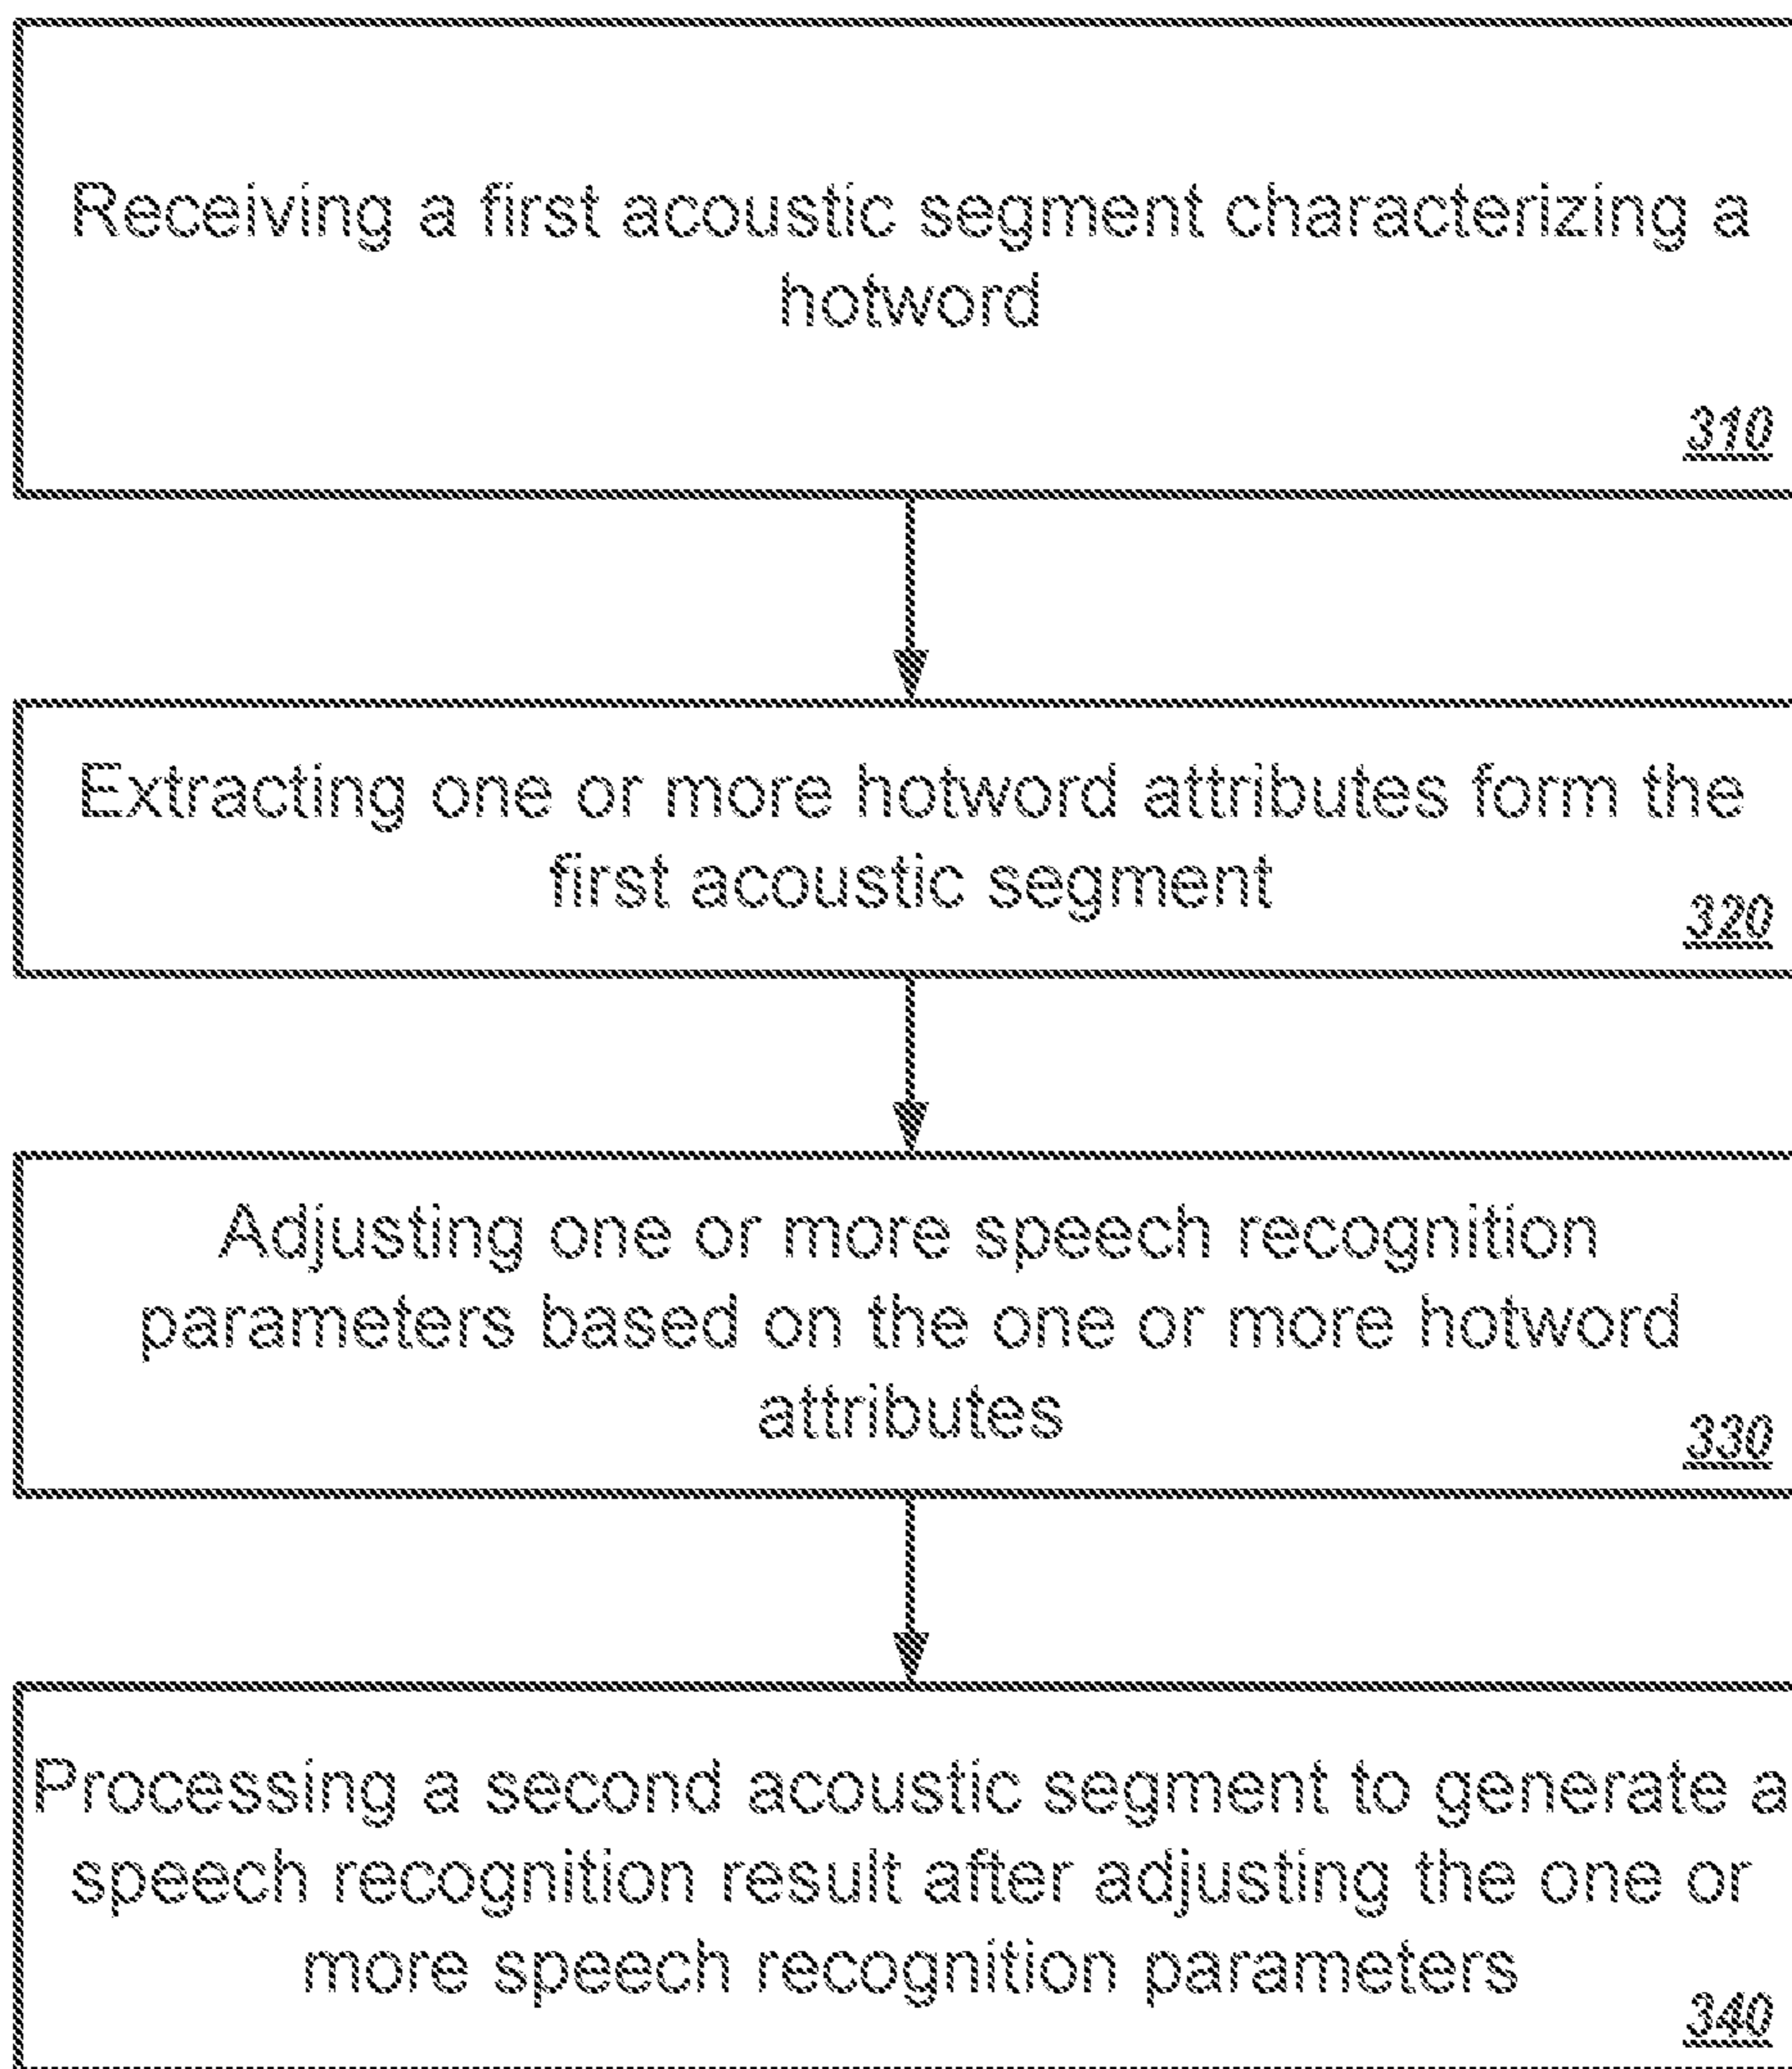 Receiving a first acoustic segment characterizing a
hotword
310
Extracting one or more hotword attributes form the
first acoustic segment
320
Adjusting one or more speech recognition
parameters based on the one or more hotword
attributes
330
Processing a second acoustic segment to generate a
speech recognition result after adjusting the one or
more speech recognition parameters
340